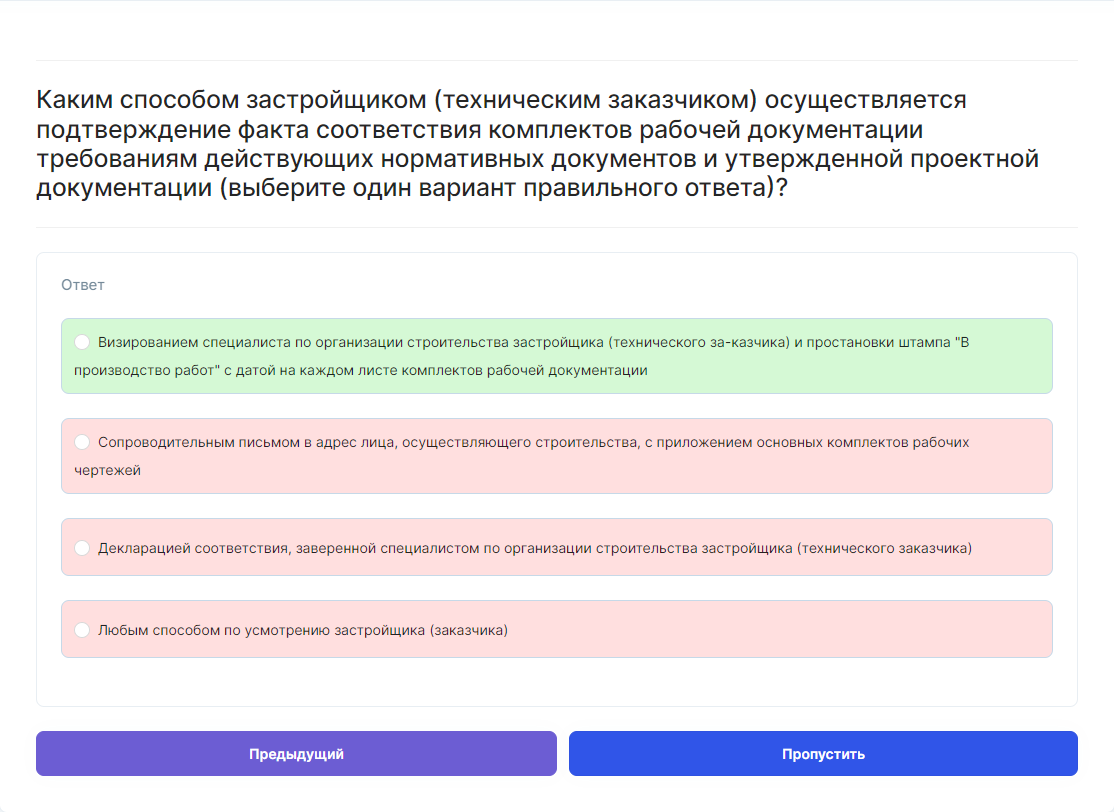 Каким способом застройщиком (техническим заказчиком) осуществляется
подтверждение факта соответствия комплектов рабочей документации
требованиям действующих нормативных документов и утвержденной проектной
документации (выберите один вариант правильного ответа)?
Ответ
Визированием специалиста по организации строительства застройщика (технического за-казчика) и простановки штампа "В
производство работ" с датой на каждом листе комплектов рабочей документации
Сопроводительным письмом в адрес лица, осуществляющего строительства, с приложением основных комплектов рабочих
чертежей
Декларацией соответствия, заверенной специалистом по организации строительства застройщика (технического заказчика)
Любым способом по усмотрению застройщика (заказчика)
Предыдущий
Пропустить